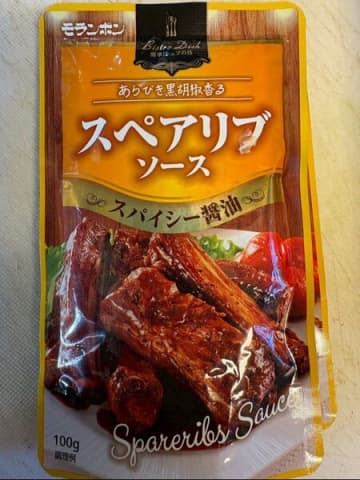 モランボン
Bistro Dish
あらびき黒胡椒香る
スペアリブ
ソース
スパイシー醤油
100g
調理例
Spareribs Sauce